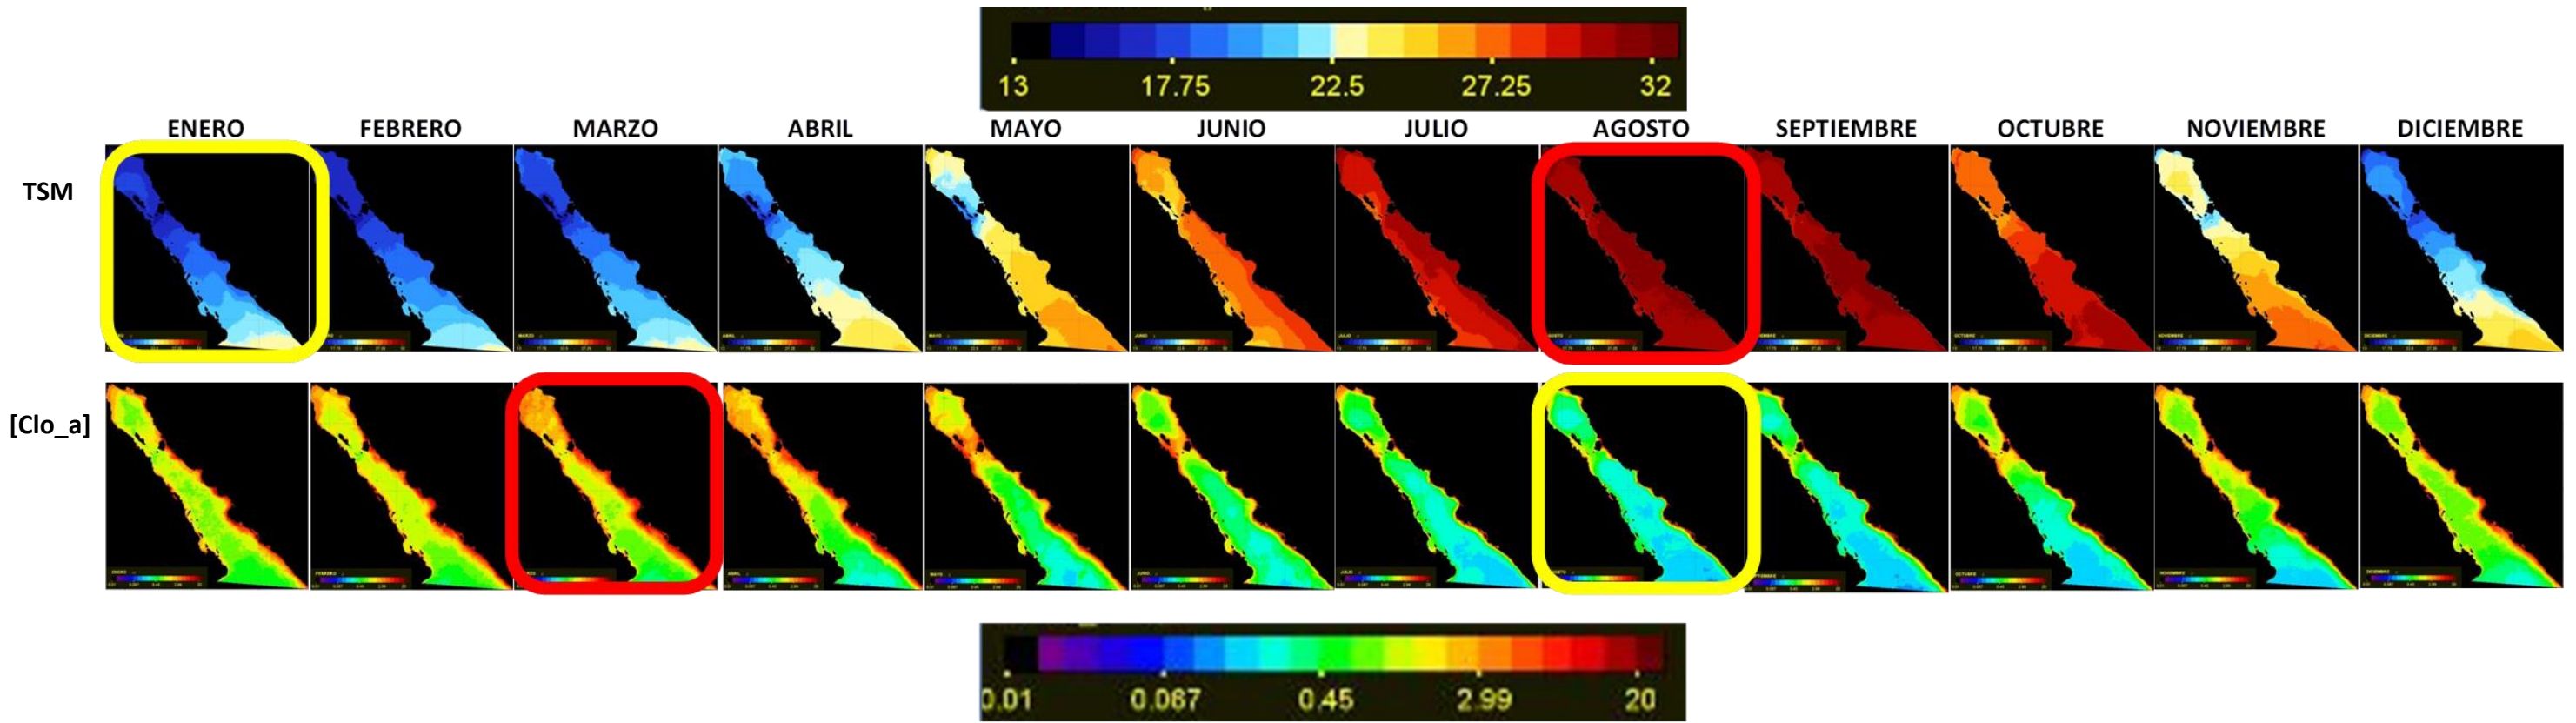 13 17.75 22.5 27.25 32
ENERO FEBRERO MARZO ABRIL MAYO JUNIO JULIO AGOSTO SEPTIEMBRE OCTUBRE NOVIEMBRE DICIEMBRE
TSM
[Clo_a]
0.01 0.067 0.45 2.99 20